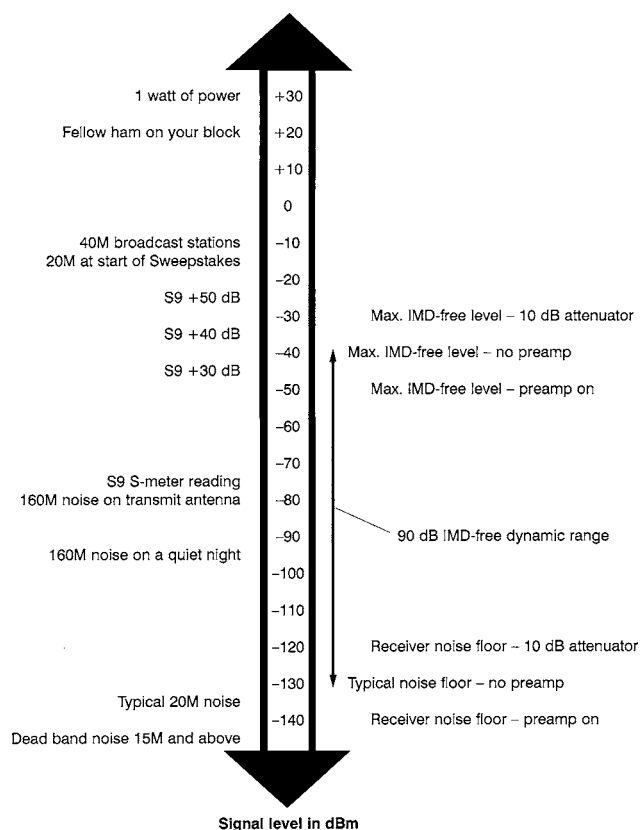 1 watt of power
+30
Fellow ham on your block
+20
+10
0
40M broadcast stations
–10
20M at start of Sweepstakes
–20
S9 +50 dB
–30
Max. IMD-free level – 10 dB attenuator
S9 +40 dB
–40
Max. IMD-free level – no preamp
S9 +30 dB
–50
Max. IMD-free level – preamp on
–60
–70
S9 S-meter reading
160M noise on transmit antenna
–80
–90
90 dB IMD-free dynamic range
160M noise on a quiet night
–100
–110
–120
Receiver noise floor – 10 dB attenuator
–130
Typical noise floor – no preamp
Typical 20M noise
–140
Receiver noise floor – preamp on
Dead band noise 15M and above
Signal level in dBm